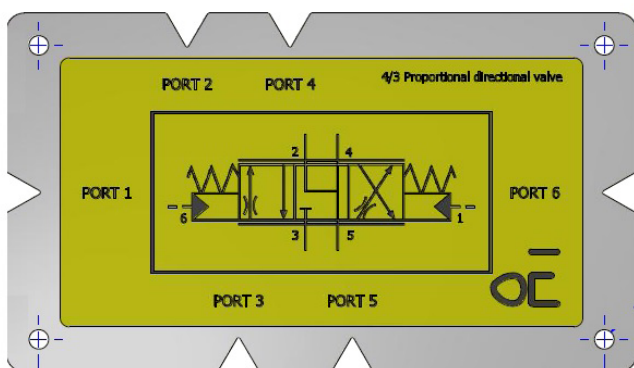 4/3 Proportional directional valve
PORT 2 PORT 4
2 4
PORT 1 PORT 6
6 1
3 5
PORT 3 PORT 5